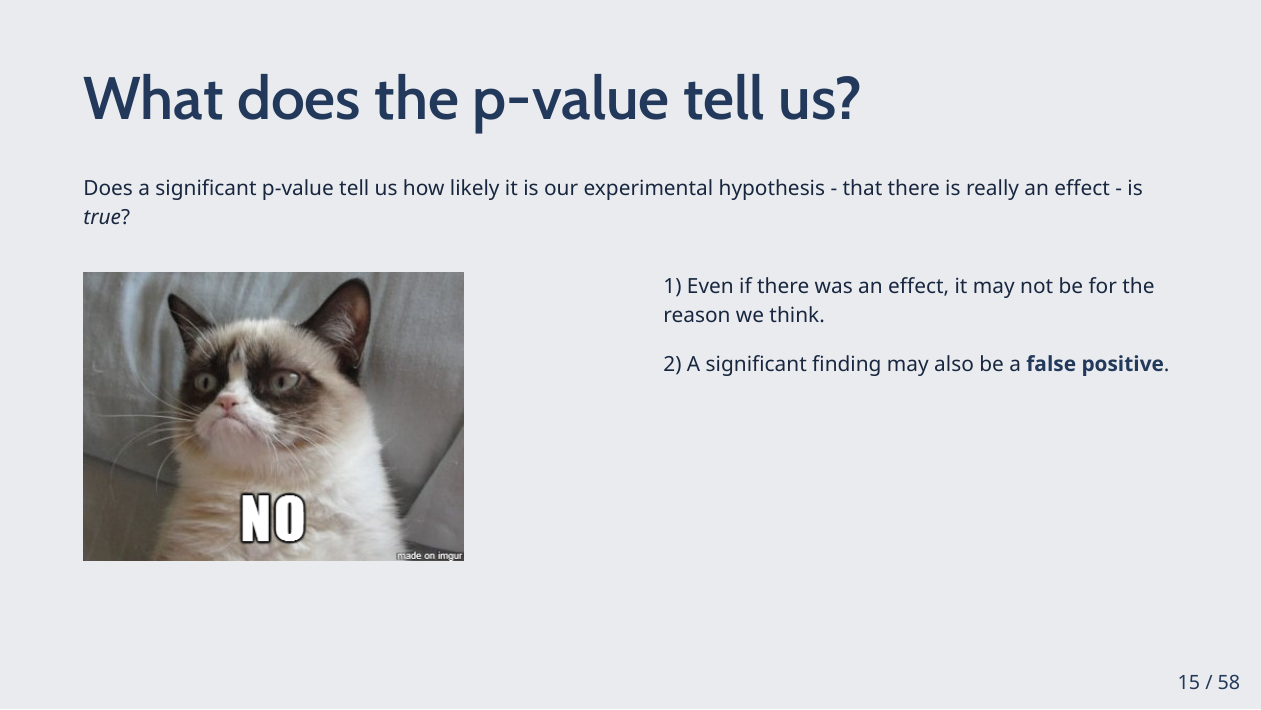 What does the p-value tell us?
Does a significant p-value tell us how likely it is our experimental hypothesis - that there is really an effect - is
true?
1) Even if there was an effect, it may not be for the
reason we think.
2) A significant finding may also be a false positive.
NO
made on imgur
15 / 58